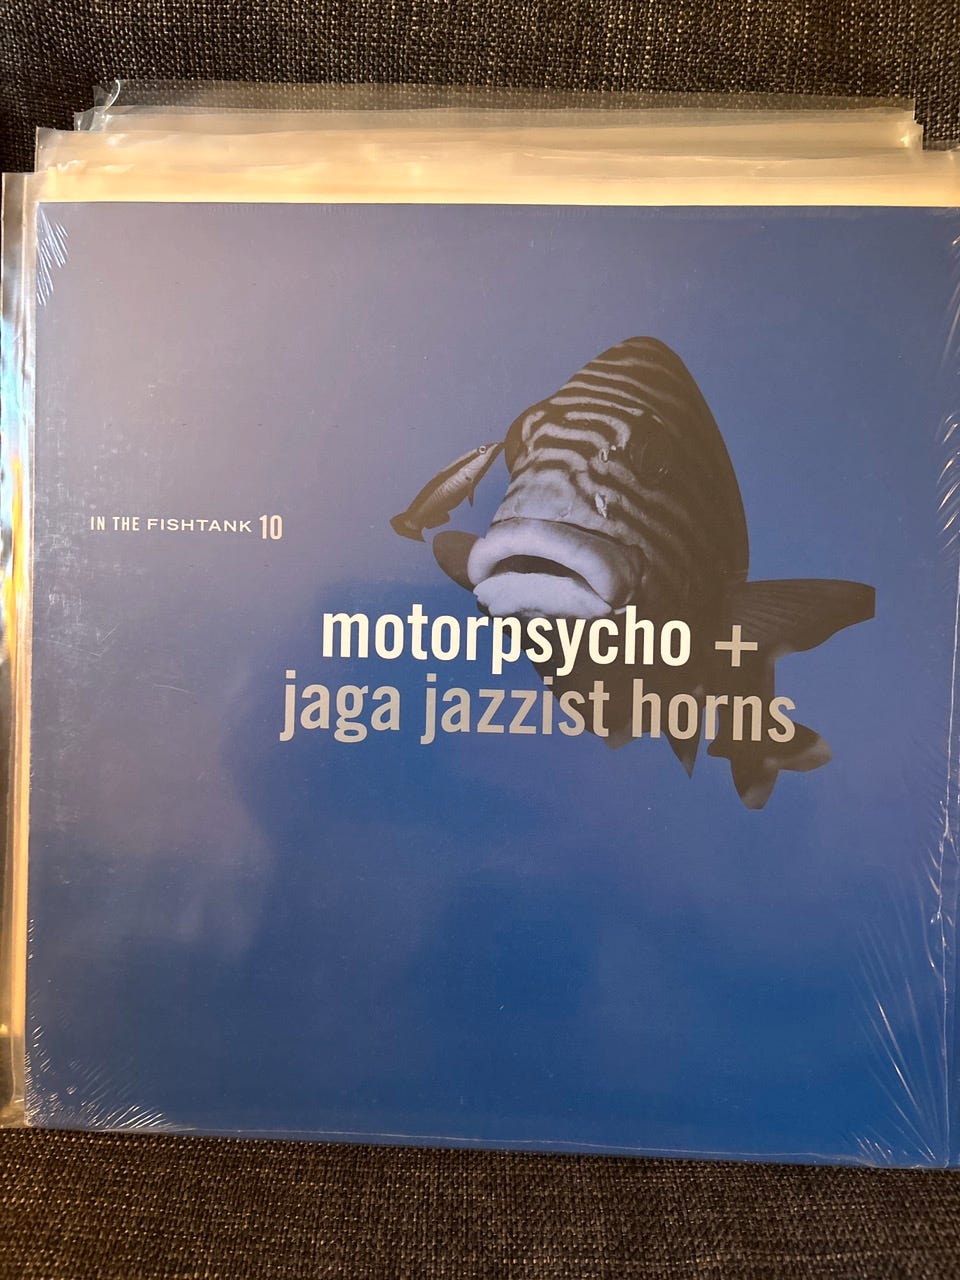 IN THE FISHTANK 10
motorpsycho +
jaga jazzist horns